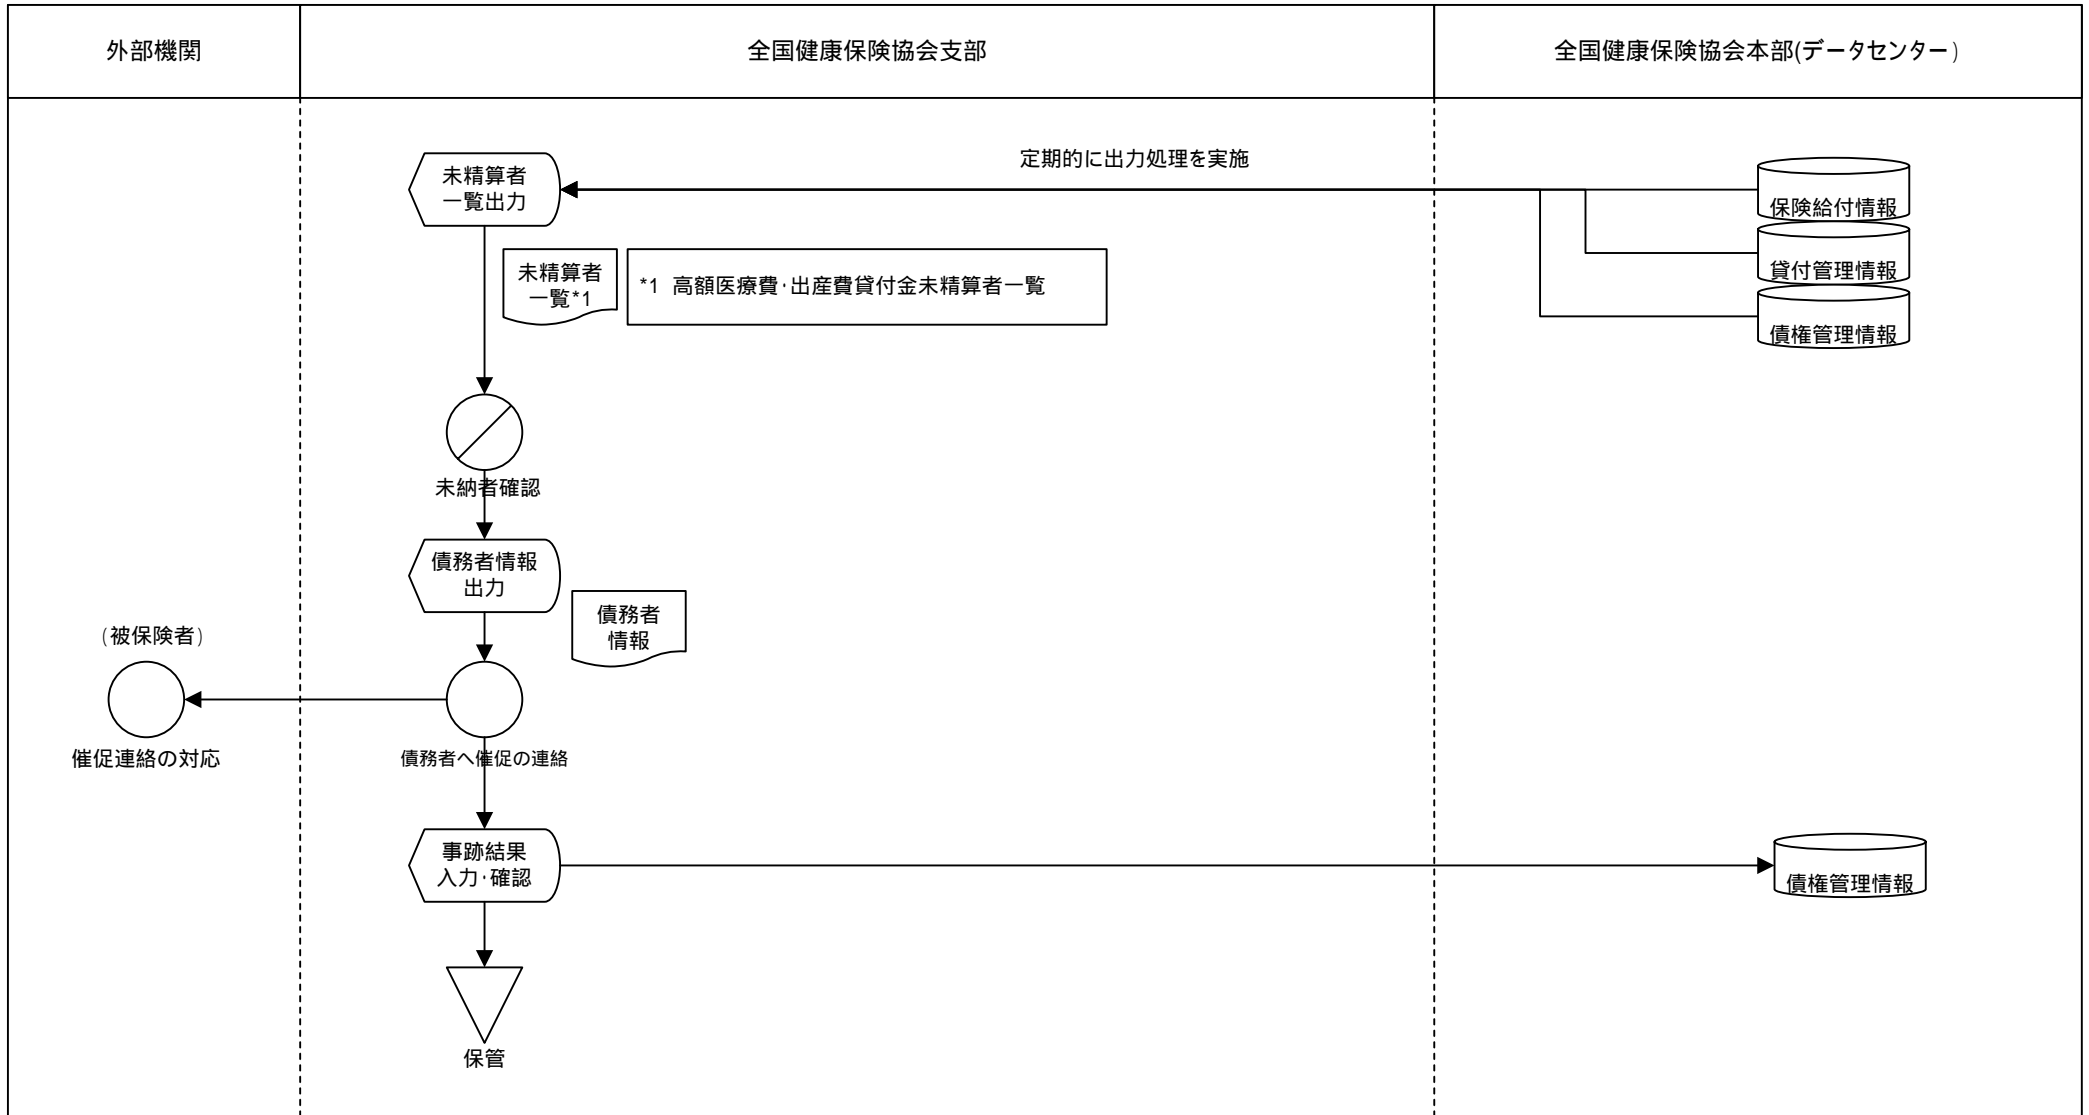 外部機関
全国健康保険協会支部
全国健康保険協会本部(データセンター)
定期的に出力処理を実施
未精算者
一覧出力
保険給付情報
貸付管理情報
債権管理情報
未精算者
一覧*1
*1 高額医療費･出産費貸付金未精算者一覧
未納者確認
債務者情報
出力
債務者
情報
(被保険者)
催促連絡の対応
債務者へ催促の連絡
事跡結果
入力･確認
債権管理情報
保管